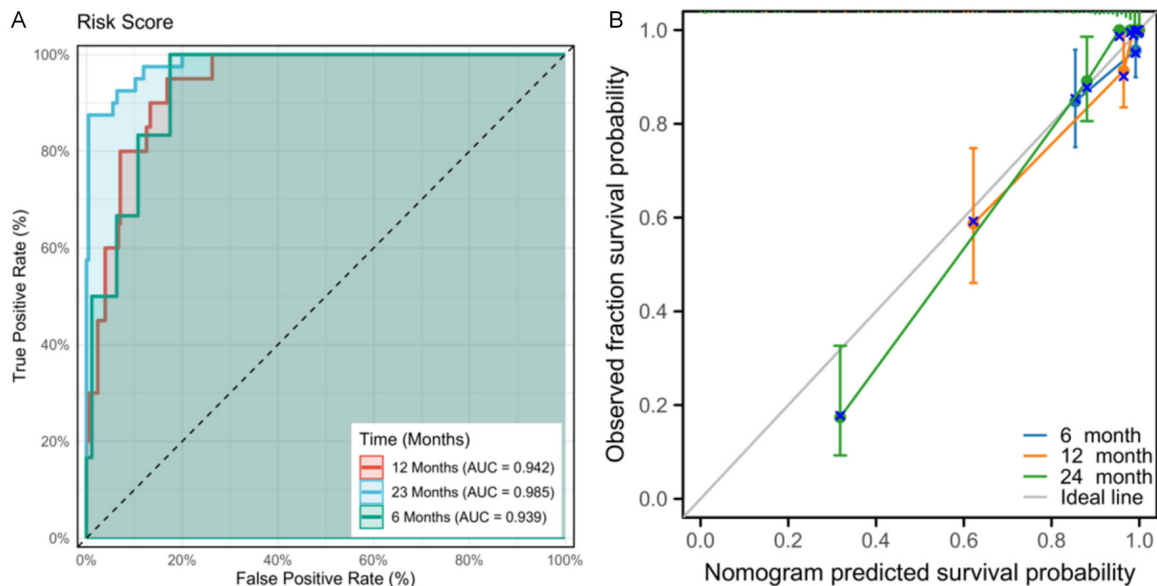 A
Risk Score
True Positive Rate (%)
100%
80%
60%
40%
20%
0%
0%
20%
40%
60%
80%
100%
False Positive Rate (%)
Time (Months)
12 Months (AUC = 0.942)
23 Months (AUC = 0.985)
6 Months (AUC = 0.939)
B
Observed fraction survival probability
1.0
0.8
0.6
0.4
0.2
0.0
0.0
0.2
0.4
0.6
0.8
1.0
Nomogram predicted survival probability
6 month
12 month
24 month
Ideal line